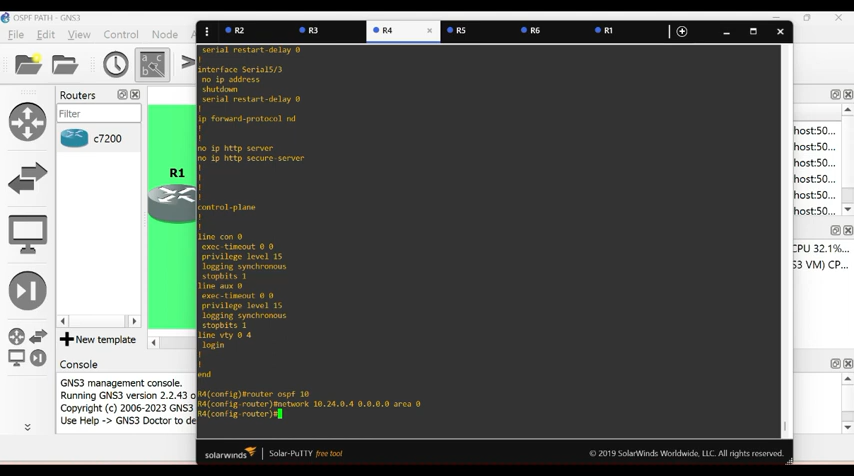 OSPF PATH - GNS3
File Edit View Control Node
Routers
Filter
c7200
New template
R1
R2 R3 R4 × R5 R6 R1
serial restart-delay 0
!
interface Serial5/3
no ip address
shutdown
serial restart-delay 0
!
ip forward-protocol nd
!
!
no ip http server
no ip http secure-server
!
!
!
!
control-plane
!
!
line con 0
exec-timeout 0 0
privilege level 15
logging synchronous
stopbits 1
line aux 0
exec-timeout 0 0
privilege level 15
logging synchronous
stopbits 1
line vty 0 4
login
!
!
end
R4(config)#router ospf 10
R4(config-router)#network 10.24.0.4 0.0.0.0 area 0
R4(config-router)#
solarwinds Solar-PuTTY free tool
© 2019 SolarWinds Worldwide, LLC. All rights reserved.
host:50...
host:50...
host:50...
host:50...
host:50...
host:50...
CPU 32.1%...
S3 VM) CP...
Console
GNS3 management console.
Running GNS3 version 2.2.43 o
Copyright (c) 2006-2023 GNS3
Use Help -> GNS3 Doctor to de